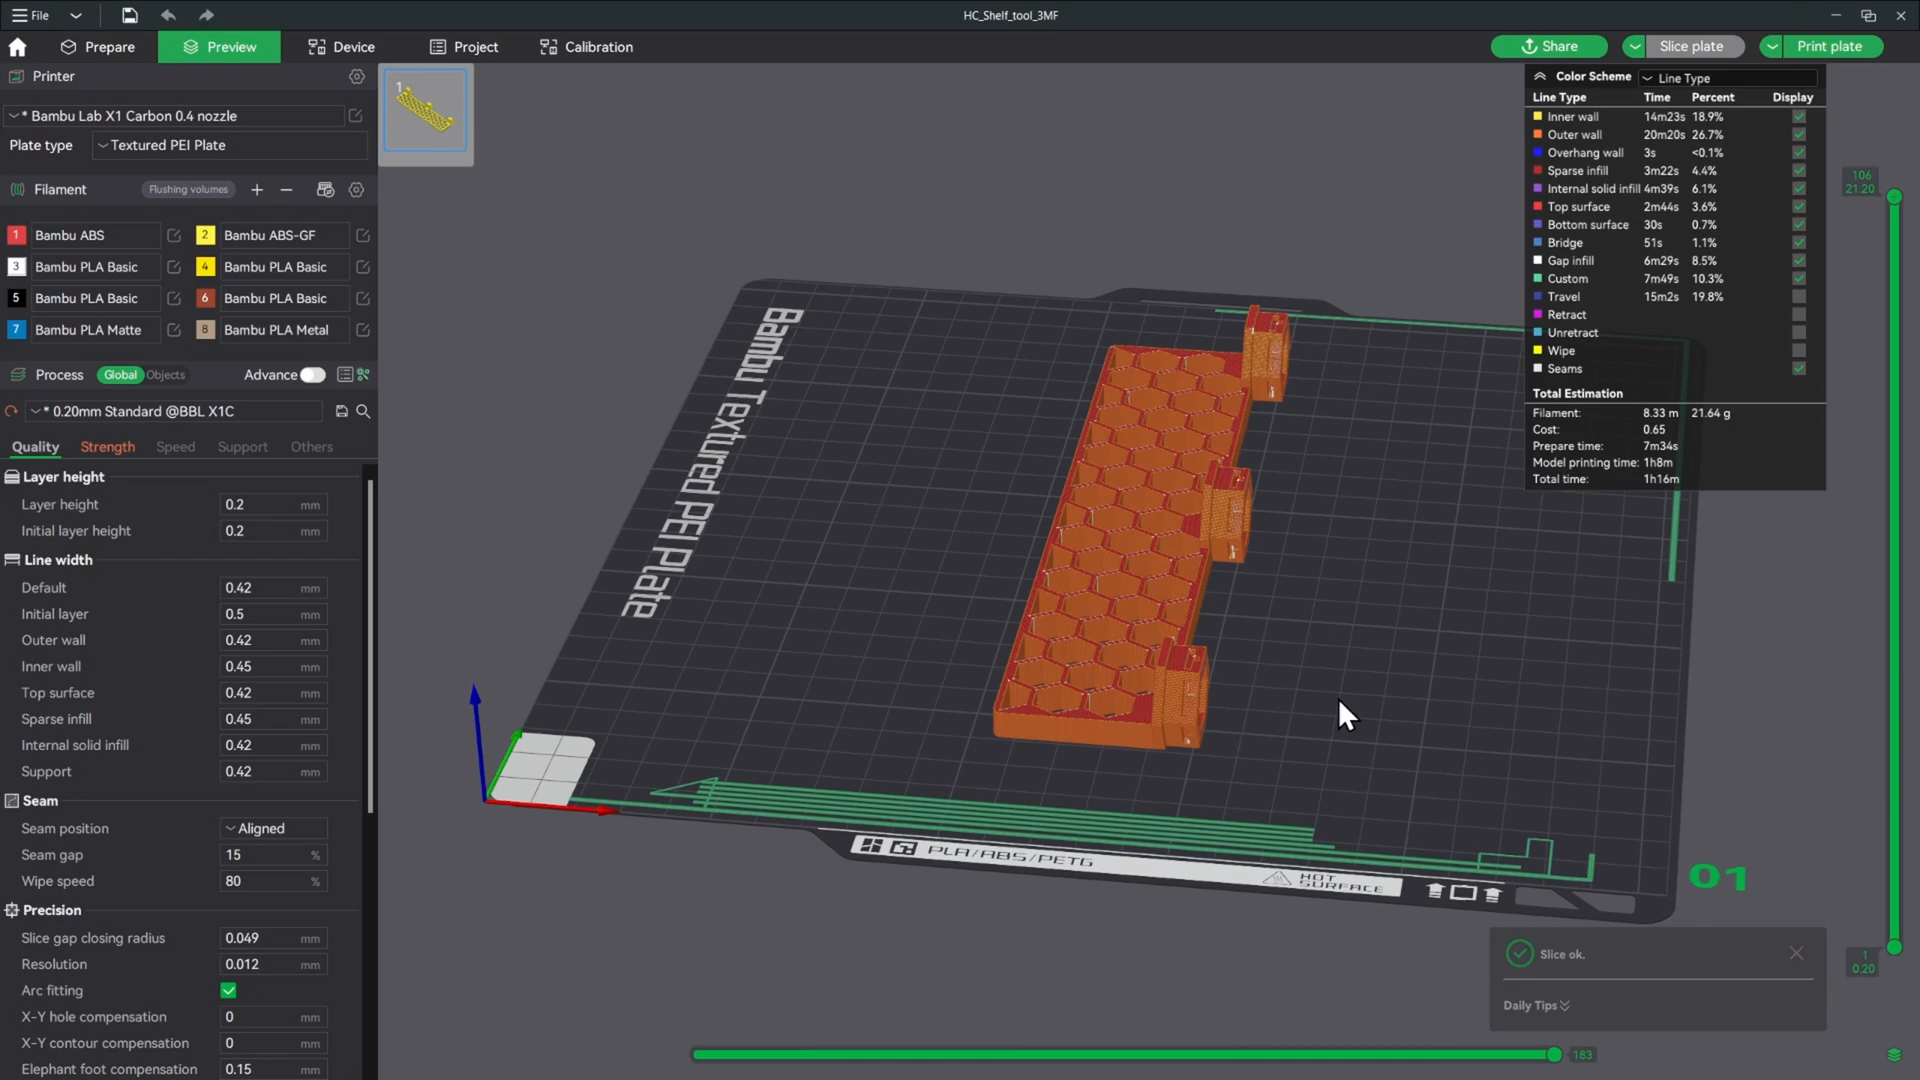 File
HC_Shelf_tool_3MF
Prepare
Preview
Device
Project
Calibration
Share
Slice plate
Print plate
Printer
* Bambu Lab X1 Carbon 0.4 nozzle
Plate type Textured PEI Plate
Filament Flushing volumes + −
1 Bambu ABS 2 Bambu ABS-GF
3 Bambu PLA Basic 4 Bambu PLA Basic
5 Bambu PLA Basic 6 Bambu PLA Basic
7 Bambu PLA Matte 8 Bambu PLA Metal
Process Global Objects Advance
* 0.20mm Standard @BBL X1C
Quality Strength Speed Support Others
Layer height
Layer height 0.2 mm
Initial layer height 0.2 mm
Line width
Default 0.42 mm
Initial layer 0.5 mm
Outer wall 0.42 mm
Inner wall 0.45 mm
Top surface 0.42 mm
Sparse infill 0.45 mm
Internal solid infill 0.42 mm
Support 0.42 mm
Seam
Seam position Aligned
Seam gap 15 %
Wipe speed 80 %
Precision
Slice gap closing radius 0.049 mm
Resolution 0.012 mm
Arc fitting
X-Y hole compensation 0 mm
X-Y contour compensation 0 mm
Elephant foot compensation 0.15 mm
1
Bambu Textured PEI Plate
PLA/ABS/PETG
HOT
SURFACE
01
Color Scheme Line Type
Line Type Time Percent Display
Inner wall 14m23s 18.9%
Outer wall 20m20s 26.7%
Overhang wall 3s <0.1%
Sparse infill 3m22s 4.4%
Internal solid infill 4m39s 6.1%
Top surface 2m44s 3.6%
Bottom surface 30s 0.7%
Bridge 51s 1.1%
Gap infill 6m29s 8.5%
Custom 7m49s 10.3%
Travel 15m2s 19.8%
Retract
Unretract
Wipe
Seams
Total Estimation
Filament: 8.33 m 21.64 g
Cost: 0.65
Prepare time: 7m34s
Model printing time: 1h8m
Total time: 1h16m
106
21.20
1
0.20
Slice ok.
Daily Tips
183